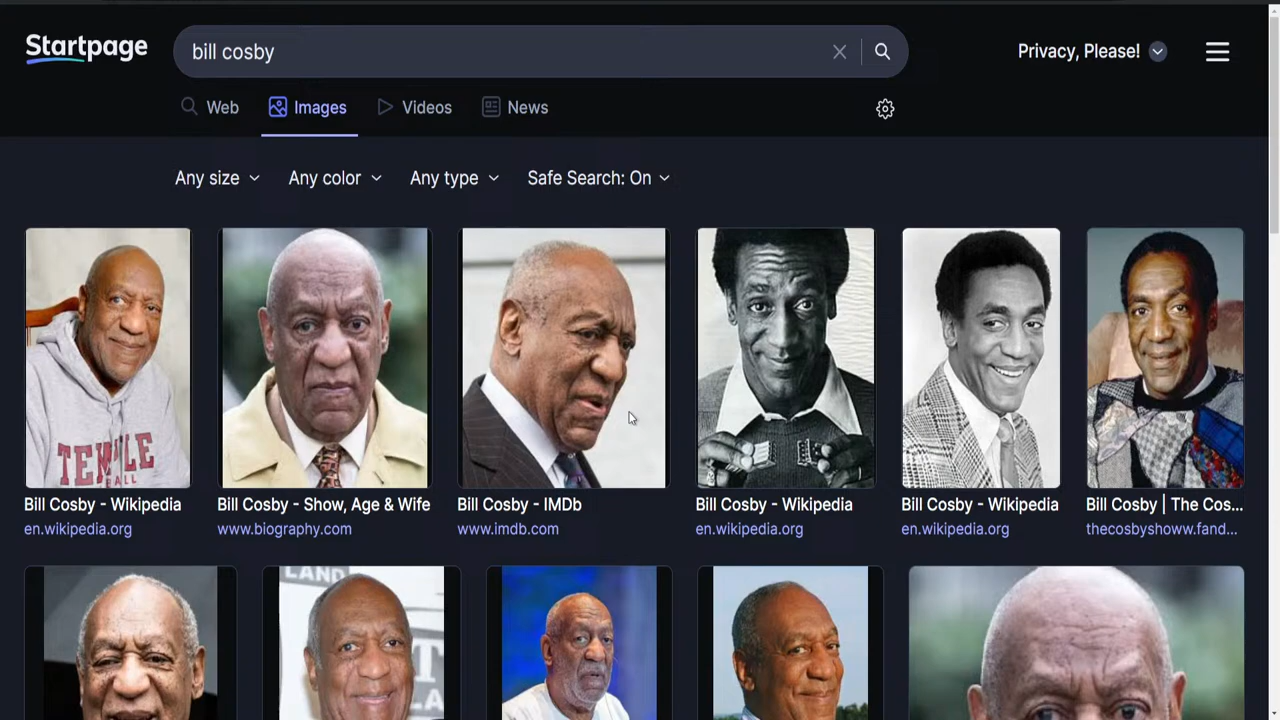 Startpage
bill cosby
Privacy, Please!
Web
Images
Videos
News
Any size
Any color
Any type
Safe Search: On
TEMPLE
LAND
Bill Cosby - Wikipedia
en.wikipedia.org
Bill Cosby - Show, Age & Wife
www.biography.com
Bill Cosby - IMDb
www.imdb.com
Bill Cosby - Wikipedia
en.wikipedia.org
Bill Cosby - Wikipedia
en.wikipedia.org
Bill Cosby | The Cos...
thecosbyshoww.fand...